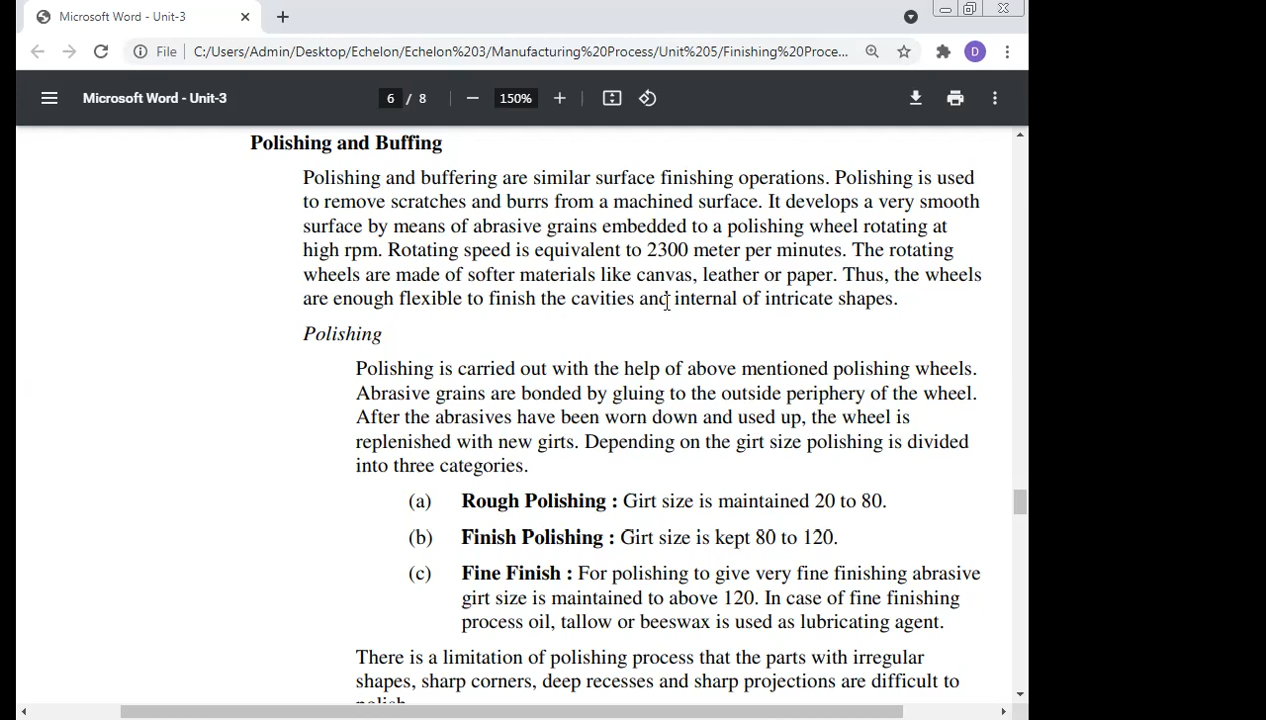 Microsoft Word - Unit-3
File C:/Users/Admin/Desktop/Echelon/Echelon%203/Manufacturing%20Process/Unit%205/Finishing%20Proce... D
Microsoft Word - Unit-3 6 / 8 150%
Polishing and Buffing
Polishing and buffering are similar surface finishing operations. Polishing is used
to remove scratches and burrs from a machined surface. It develops a very smooth
surface by means of abrasive grains embedded to a polishing wheel rotating at
high rpm. Rotating speed is equivalent to 2300 meter per minutes. The rotating
wheels are made of softer materials like canvas, leather or paper. Thus, the wheels
are enough flexible to finish the cavities and internal of intricate shapes.
Polishing
Polishing is carried out with the help of above mentioned polishing wheels.
Abrasive grains are bonded by gluing to the outside periphery of the wheel.
After the abrasives have been worn down and used up, the wheel is
replenished with new girts. Depending on the girt size polishing is divided
into three categories.
(a) Rough Polishing : Girt size is maintained 20 to 80.
(b) Finish Polishing : Girt size is kept 80 to 120.
(c) Fine Finish : For polishing to give very fine finishing abrasive
girt size is maintained to above 120. In case of fine finishing
process oil, tallow or beeswax is used as lubricating agent.
There is a limitation of polishing process that the parts with irregular
shapes, sharp corners, deep recesses and sharp projections are difficult to
polish.